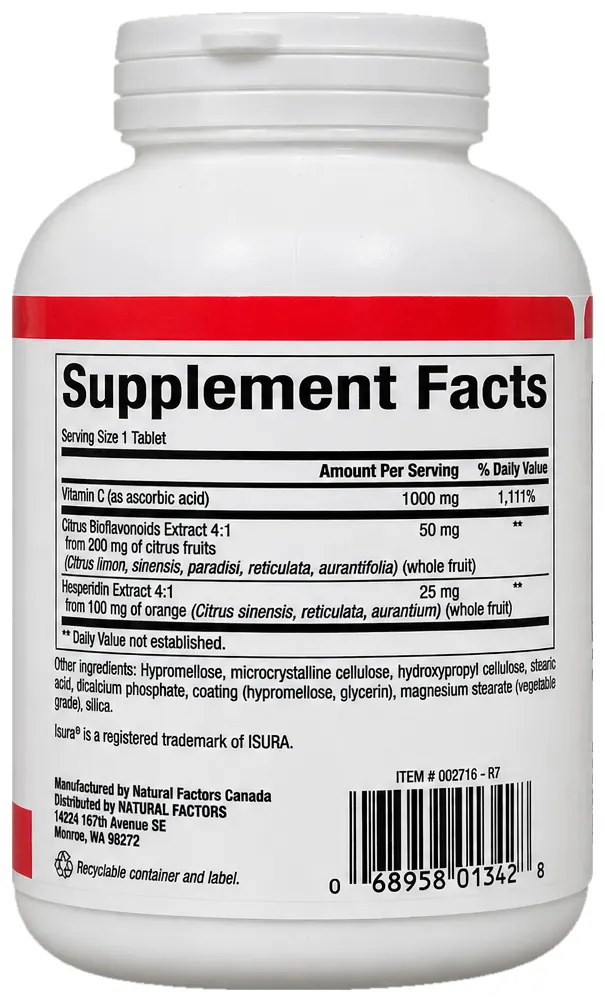 Supplement Facts
Serving Size 1 Tablet
Amount Per Serving % Daily Value
Vitamin C (as ascorbic acid) 1000 mg 1,111%
Citrus Bioflavonoids Extract 4:1 50 mg **
from 200 mg of citrus fruits
(Citrus limon, sinensis, paradisi, reticulata, aurantifolia) (whole fruit)
Hesperidin Extract 4:1 25 mg **
from 100 mg of orange (Citrus sinensis, reticulata, aurantium) (whole fruit)
** Daily Value not established.
Other ingredients: Hypromellose, microcrystalline cellulose, hydroxypropyl cellulose, stearic
acid, dicalcium phosphate, coating (hypromellose, glycerin), magnesium stearate (vegetable
grade), silica.
Isura® is a registered trademark of ISURA.
Manufactured by Natural Factors Canada
Distributed by NATURAL FACTORS
14224 167th Avenue SE
Monroe, WA 98272
Recyclable container and label.
ITEM # 002716 - R7
0 68958 01342 8